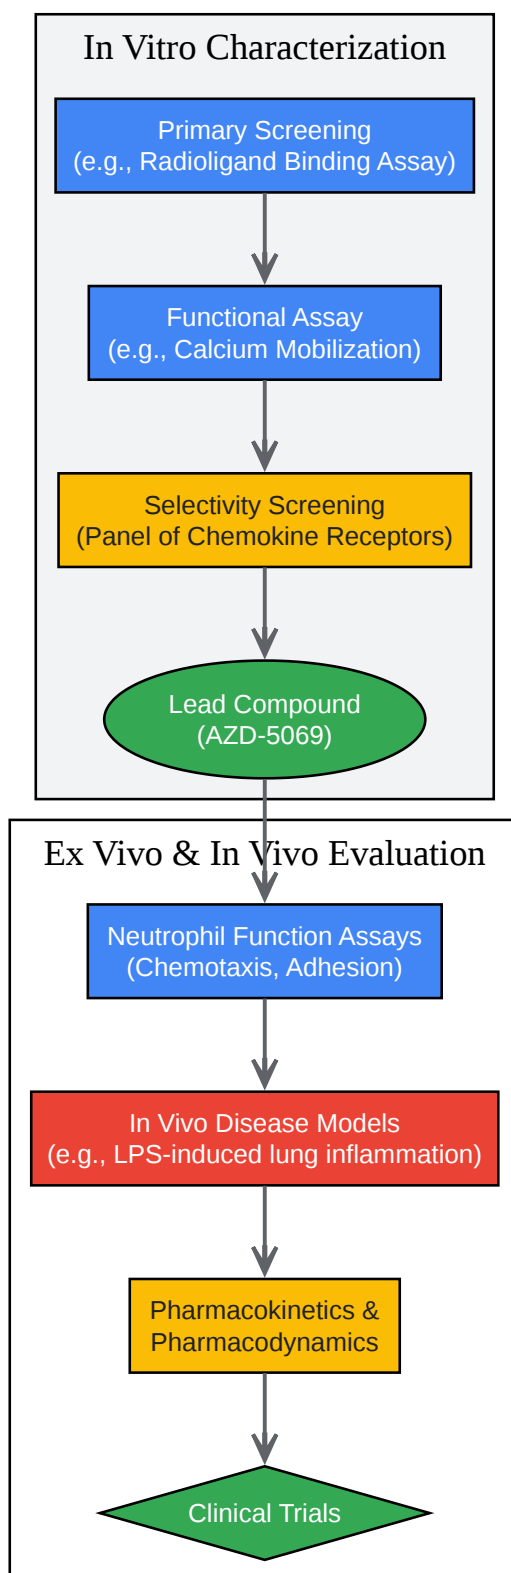 In Vitro Characterization
Primary Screening
(e.g., Radioligand Binding Assay)
Functional Assay
(e.g., Calcium Mobilization)
Selectivity Screening
(Panel of Chemokine Receptors)
Lead Compound
(AZD-5069)
Ex Vivo & In Vivo Evaluation
Neutrophil Function Assays
(Chemotaxis, Adhesion)
In Vivo Disease Models
(e.g., LPS-induced lung inflammation)
Pharmacokinetics &
Pharmacodynamics
Clinical Trials